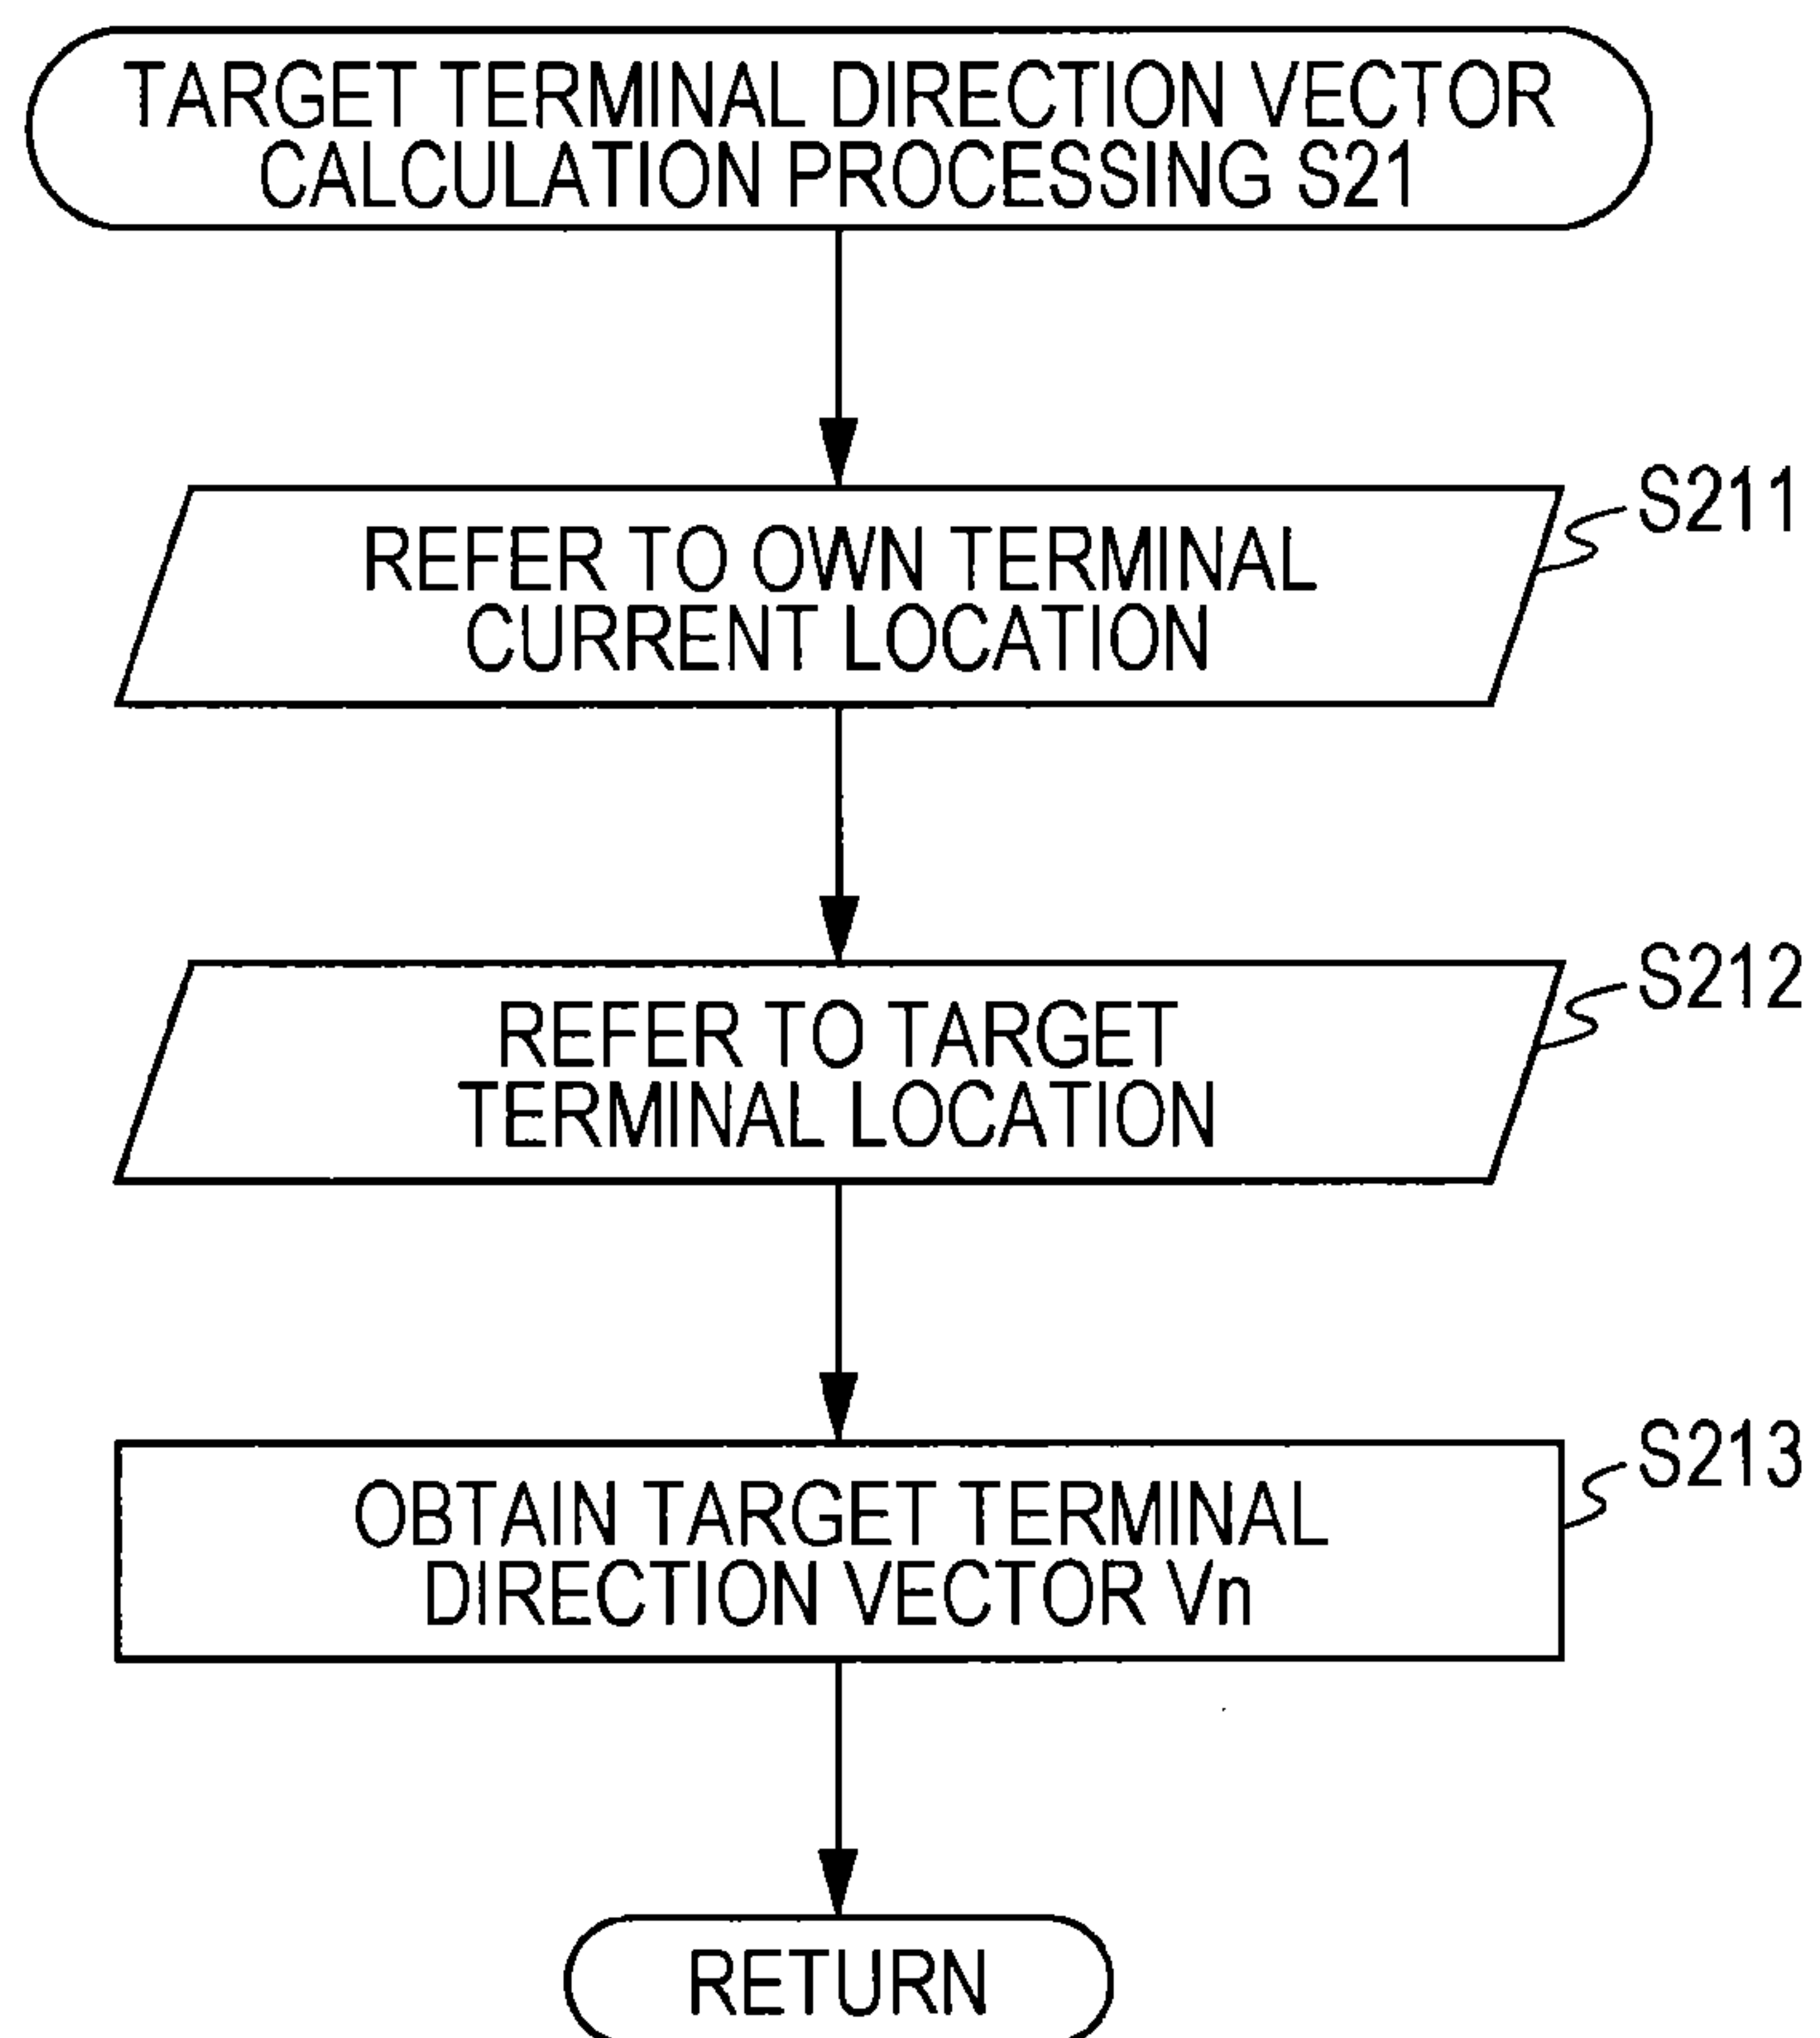 TARGET TERMINAL DIRECTION VECTOR
CALCULATION PROCESSING S21
S211
REFER TO OWN TERMINAL
CURRENT LOCATION
S212
REFER TO TARGET
TERMINAL LOCATION
S213
OBTAIN TARGET TERMINAL
DIRECTION VECTOR Vn
RETURN